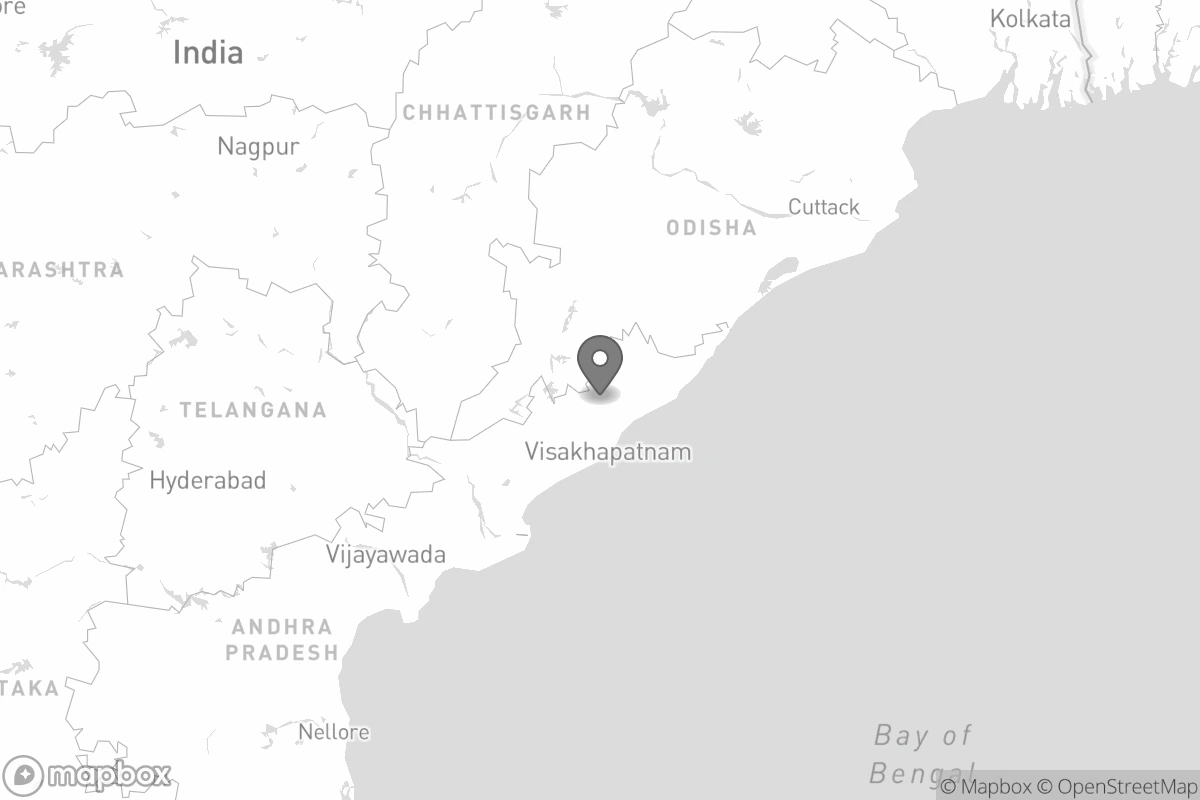 ore
Kolkata
India
CHHATTISGARH
Nagpur
Cuttack
ODISHA
ARASHTRA
TELANGANA
Visakhapatnam
Hyderabad
Vijayawada
ANDHRA
PRADESH
TAKA
Nellore
Bay of
Bengal
mapbox
© Mapbox © OpenStreetMap